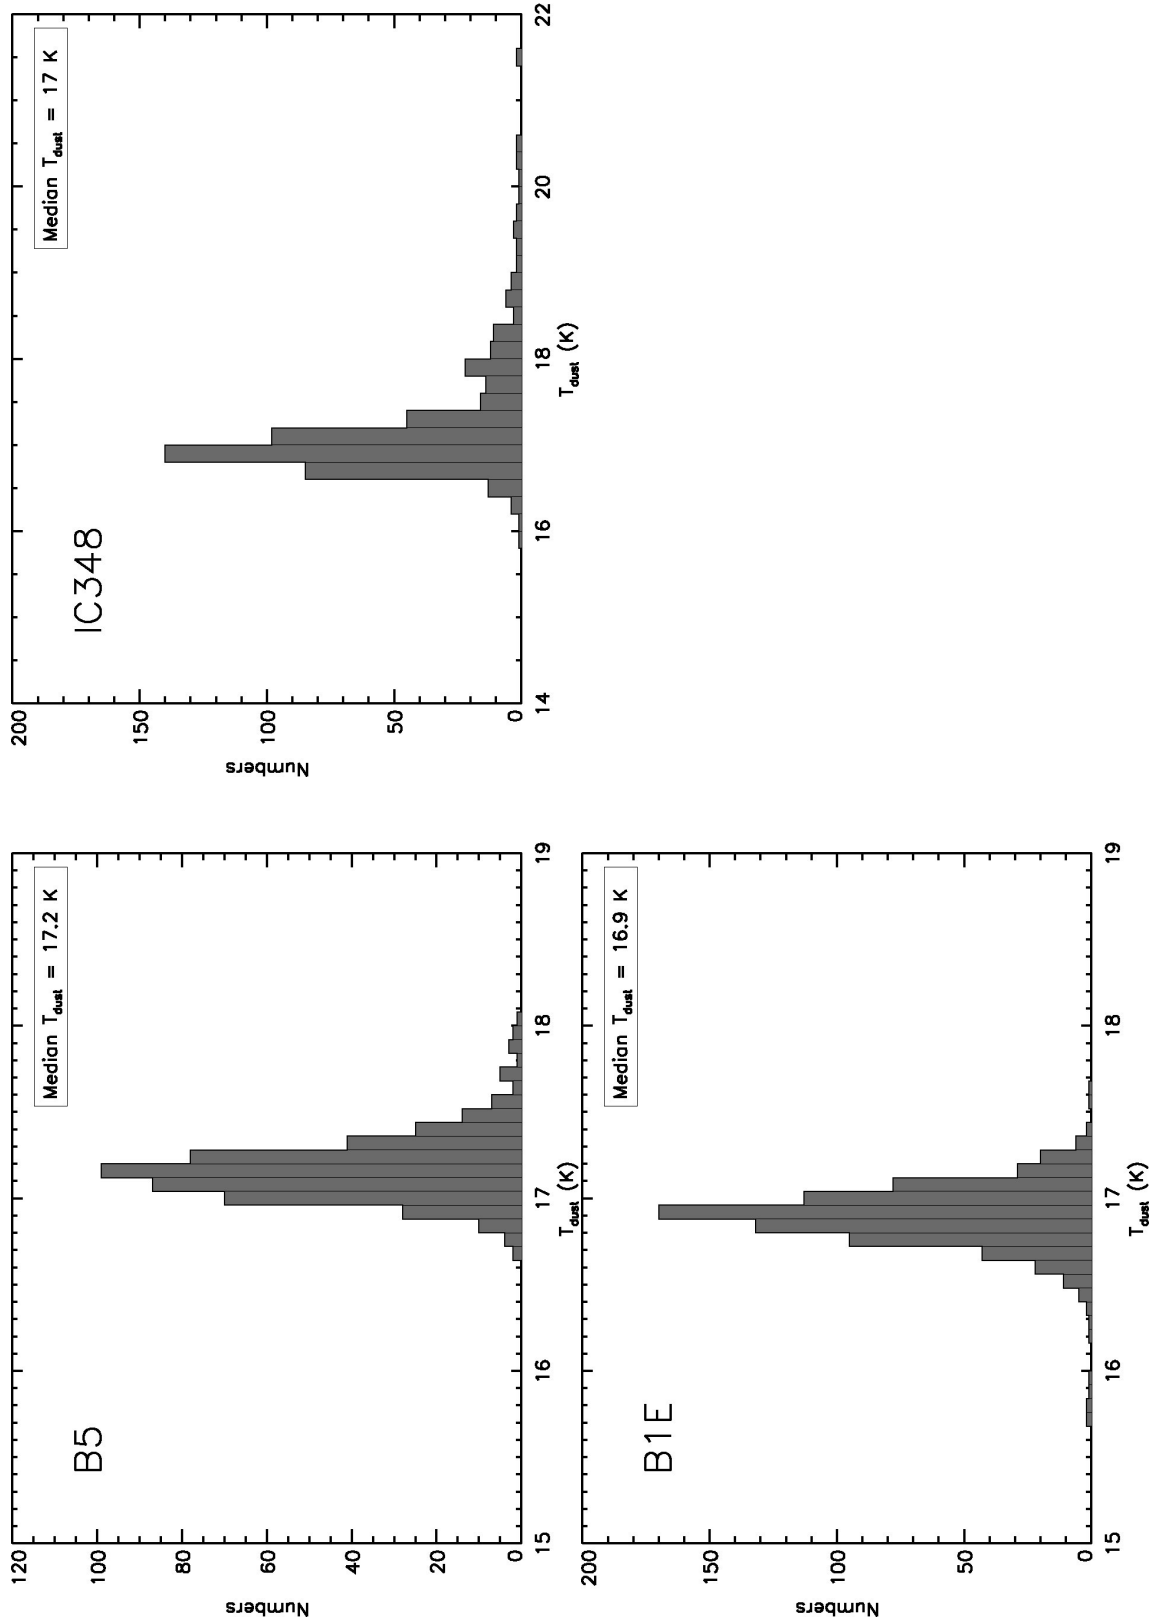 B5
Median T_dust = 17.2 K
120
100
80
60
40
20
0
Numbers
15
16
17
18
19
T_dust (K)
IC348
Median T_dust = 17 K
200
150
100
50
0
Numbers
14
16
18
20
22
T_dust (K)
B1E
Median T_dust = 16.9 K
200
150
100
50
0
Numbers
15
16
17
18
19
T_dust (K)